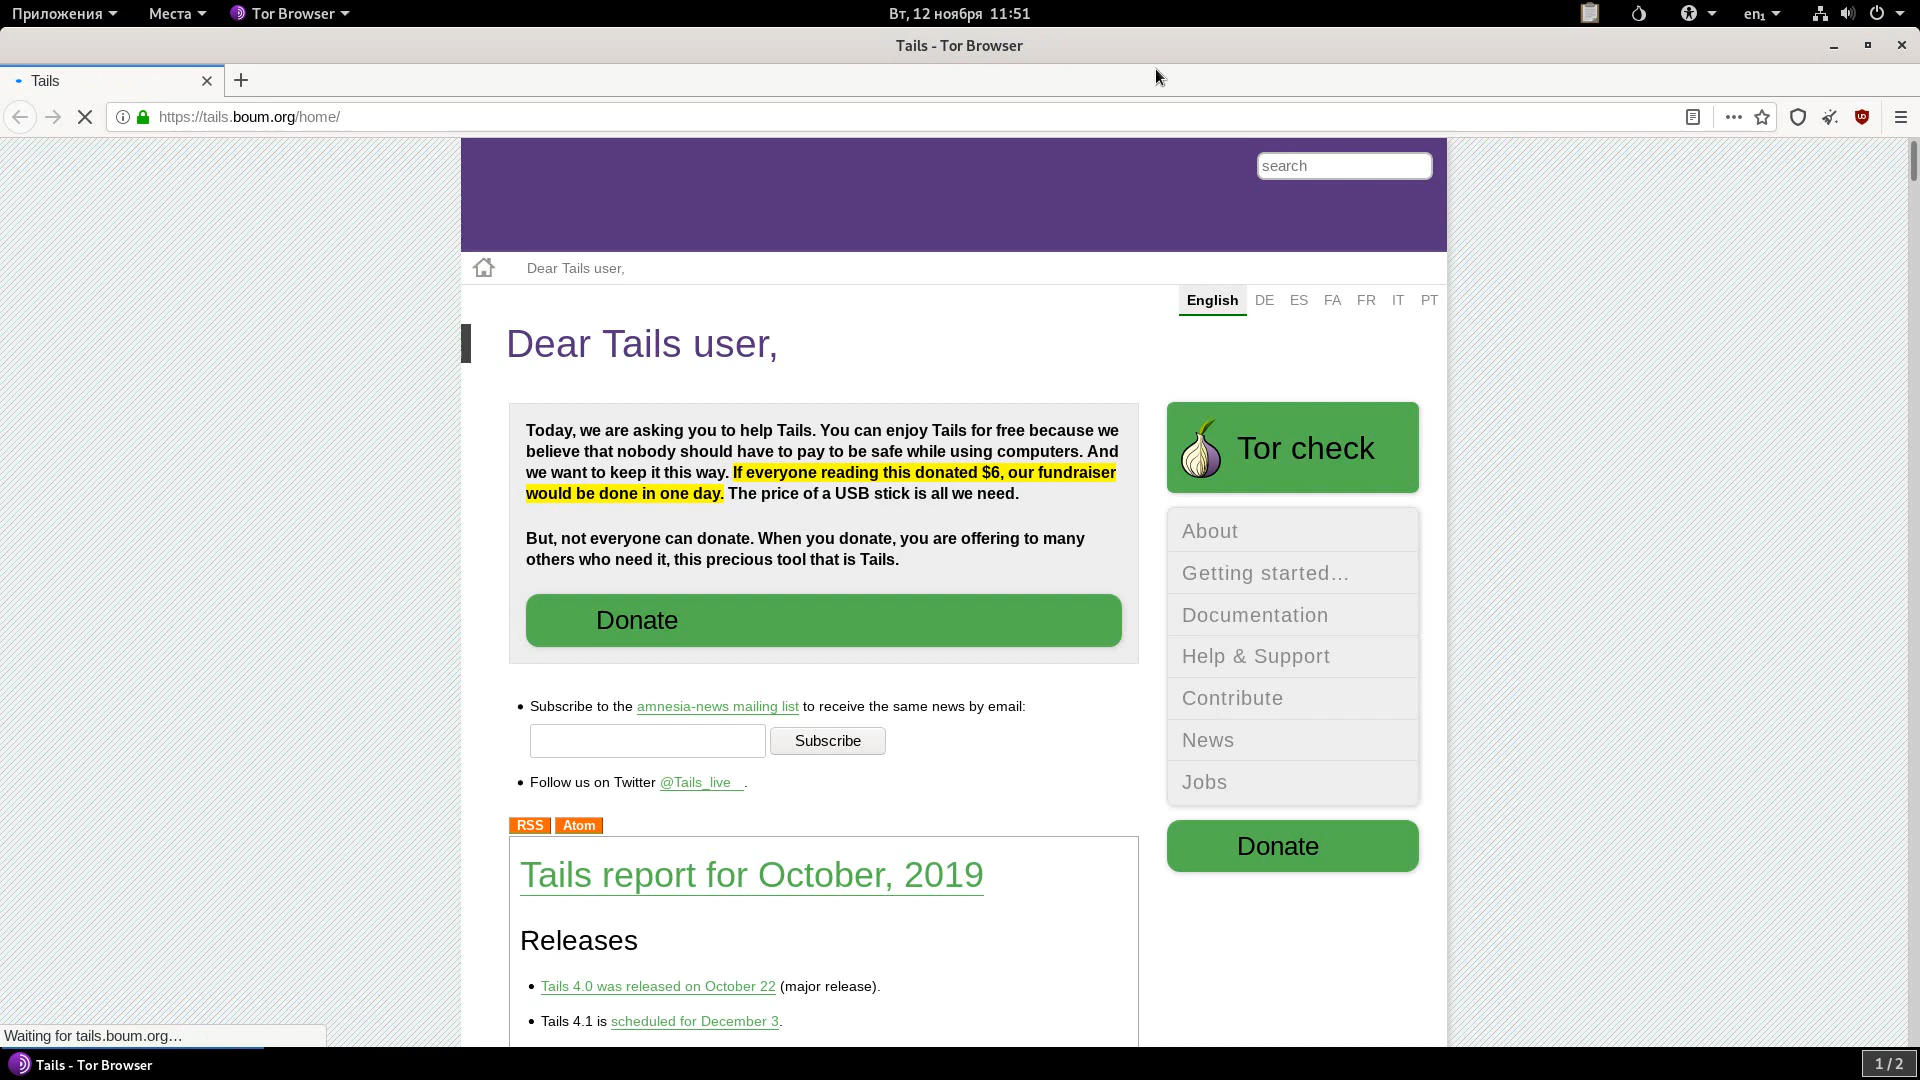 Приложения Места Tor Browser Вт, 12 ноября 11:51 en₁
Tails - Tor Browser
Tails
https://tails.boum.org/home/
search
Dear Tails user,
English DE ES FA FR IT PT
Dear Tails user,
Today, we are asking you to help Tails. You can enjoy Tails for free because we
believe that nobody should have to pay to be safe while using computers. And
we want to keep it this way. If everyone reading this donated $6, our fundraiser
would be done in one day. The price of a USB stick is all we need.
But, not everyone can donate. When you donate, you are offering to many
others who need it, this precious tool that is Tails.
Donate
Subscribe to the amnesia-news mailing list to receive the same news by email:
Subscribe
Follow us on Twitter @Tails_live .
RSS Atom
Tails report for October, 2019
Releases
Tails 4.0 was released on October 22 (major release).
Tails 4.1 is scheduled for December 3.
Tor check
About
Getting started…
Documentation
Help & Support
Contribute
News
Jobs
Donate
Waiting for tails.boum.org…
Tails - Tor Browser
1 / 2